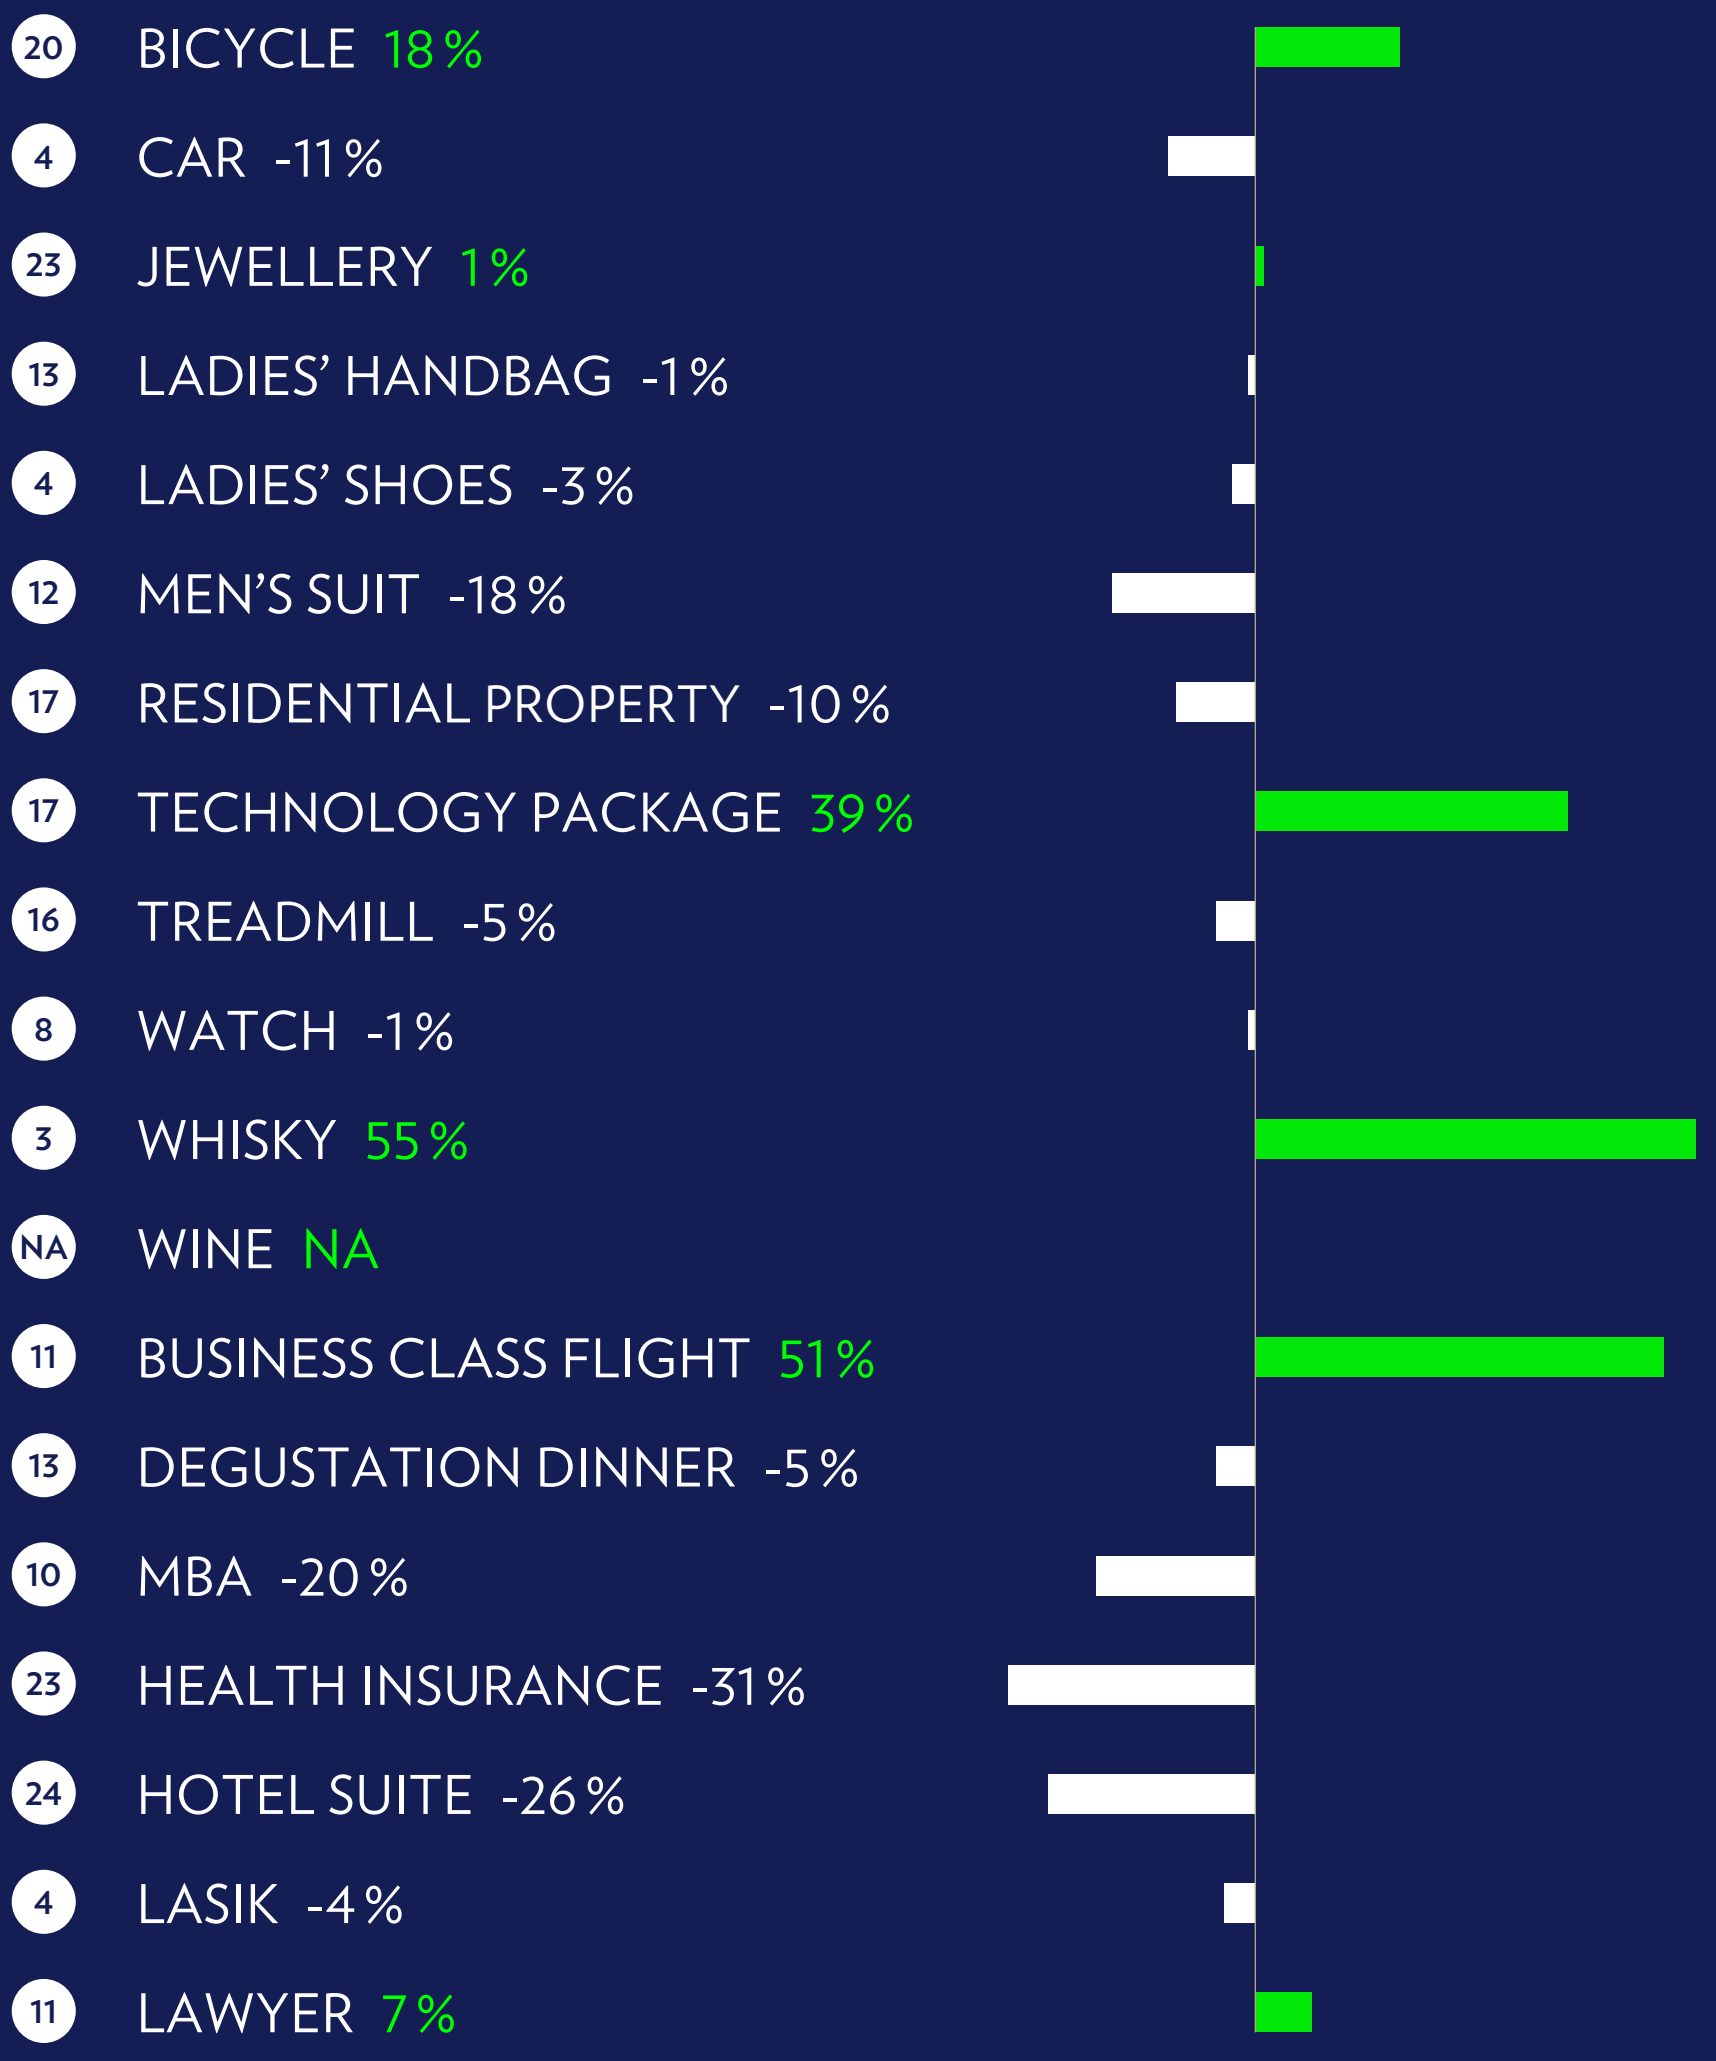 20 BICYCLE 18%
4 CAR -11%
23 JEWELLERY 1%
13 LADIES’ HANDBAG -1%
4 LADIES’ SHOES -3%
12 MEN’S SUIT -18%
17 RESIDENTIAL PROPERTY -10%
17 TECHNOLOGY PACKAGE 39%
16 TREADMILL -5%
8 WATCH -1%
3 WHISKY 55%
NA WINE NA
11 BUSINESS CLASS FLIGHT 51%
13 DEGUSTATION DINNER -5%
10 MBA -20%
23 HEALTH INSURANCE -31%
24 HOTEL SUITE -26%
4 LASIK -4%
11 LAWYER 7%